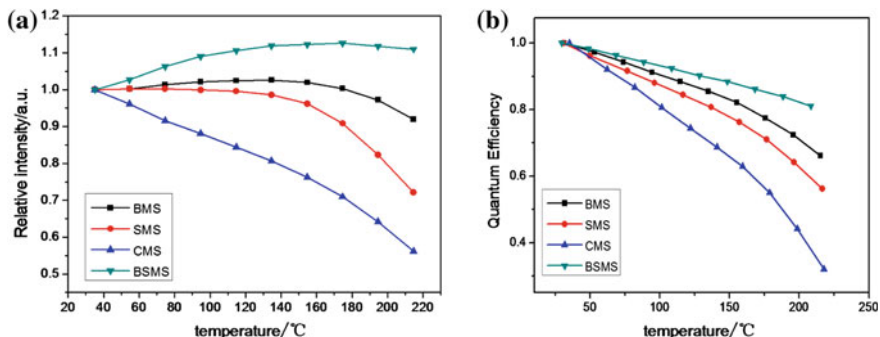 (a)
Relative intensity/a.u.
1.2
1.1
1.0
0.9
0.8
0.7
0.6
0.5
BMS
SMS
CMS
BSMS
20 40 60 80 100 120 140 160 180 200 220
temperature/℃
(b)
Quantum Efficiency
1.0
0.8
0.6
0.4
BMS
SMS
CMS
BSMS
50 100 150 200 250
temperature/℃